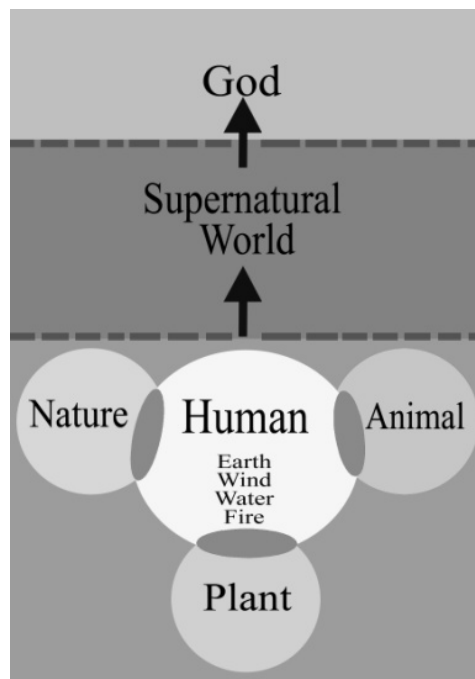 God
Supernatural
World
Nature
Human
Animal
Earth
Wind
Water
Fire
Plant